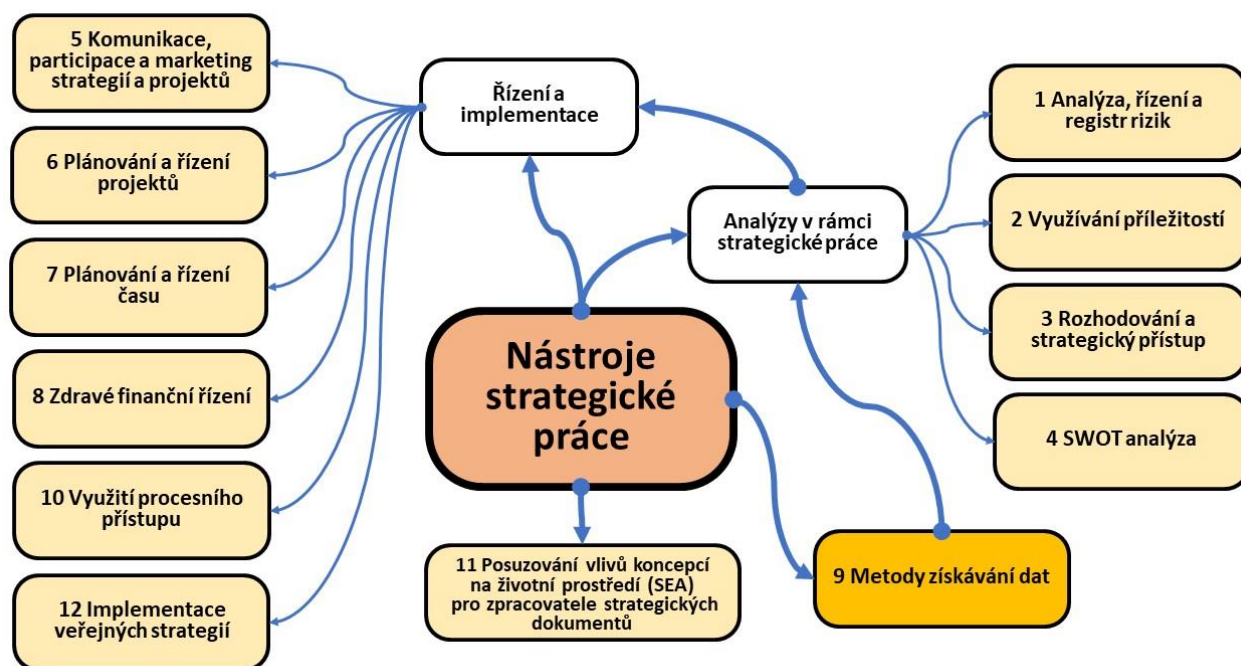 5 Komunikace,
participace a marketing
strategií a projektů
6 Plánování a řízení
projektů
7 Plánování a řízení
času
8 Zdravé finanční řízení
10 Využití procesního
přístupu
12 Implementace
veřejných strategií
Řízení a
implementace
Analýzy v rámci
strategické práce
Nástroje
strategické
práce
11 Posuzování vlivů koncepcí
na životní prostředí (SEA)
pro zpracovatele strategických
dokumentů
9 Metody získávání dat
1 Analýza, řízení a
registr rizik
2 Využívání příležitostí
3 Rozhodování a
strategický přístup
4 SWOT analýza